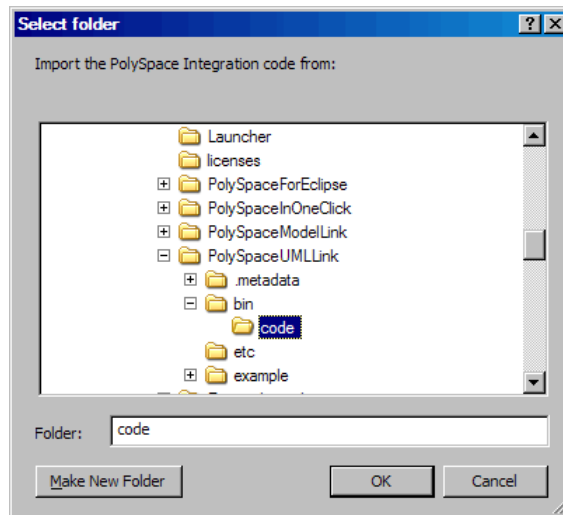 Select folder
Import the PolySpace Integration code from:
Launcher
licenses
PolySpaceForEclipse
PolySpaceInOneClick
PolySpaceModelLink
PolySpaceUMLLink
.metadata
bin
code
etc
example
Folder: code
Make New Folder OK Cancel